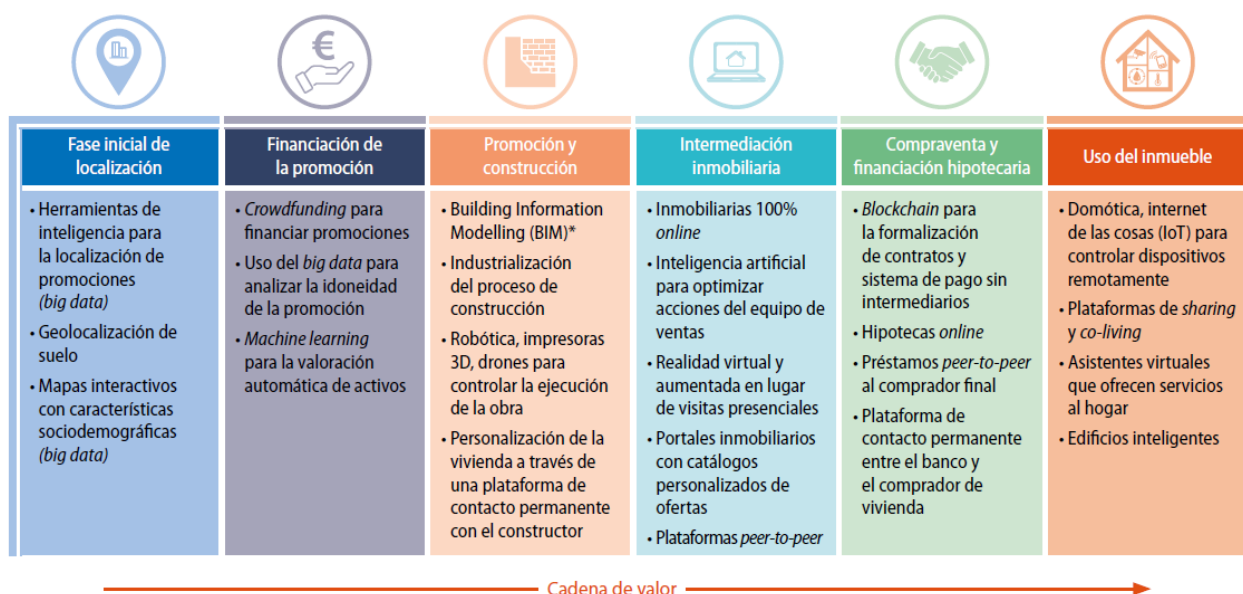 €
Fase inicial de
localización
• Herramientas de
inteligencia para
la localización de
promociones
(big data)
• Geolocalización de
suelo
• Mapas interactivos
con características
sociodemográficas
(big data)
Financiación de
la promoción
• Crowdfunding para
financiar promociones
• Uso del big data para
analizar la idoneidad
de la promoción
• Machine learning
para la valoración
automática de activos
Promoción y
construcción
• Building Information
Modelling (BIM)*
• Industrialización
del proceso de
construcción
• Robótica, impresoras
3D, drones para
controlar la ejecución
de la obra
• Personalización de la
vivienda a través de
una plataforma de
contacto permanente
con el constructor
Intermediación
inmobiliaria
• Inmobiliarias 100%
online
• Inteligencia artificial
para optimizar
acciones del equipo de
ventas
• Realidad virtual y
aumentada en lugar
de visitas presenciales
• Portales inmobiliarios
con catálogos
personalizados de
ofertas
• Plataformas peer-to-peer
Compraventa y
financiación hipotecaria
• Blockchain para
la formalización
de contratos y
sistema de pago sin
intermediarios
• Hipotecas online
• Préstamos peer-to-peer
al comprador final
• Plataforma de
contacto permanente
entre el banco y
el comprador de
vivienda
Uso del inmueble
• Domótica, internet
de las cosas (IoT) para
controlar dispositivos
remotamente
• Plataformas de sharing
y co-living
• Asistentes virtuales
que ofrecen servicios
al hogar
• Edificios inteligentes
Cadena de valor